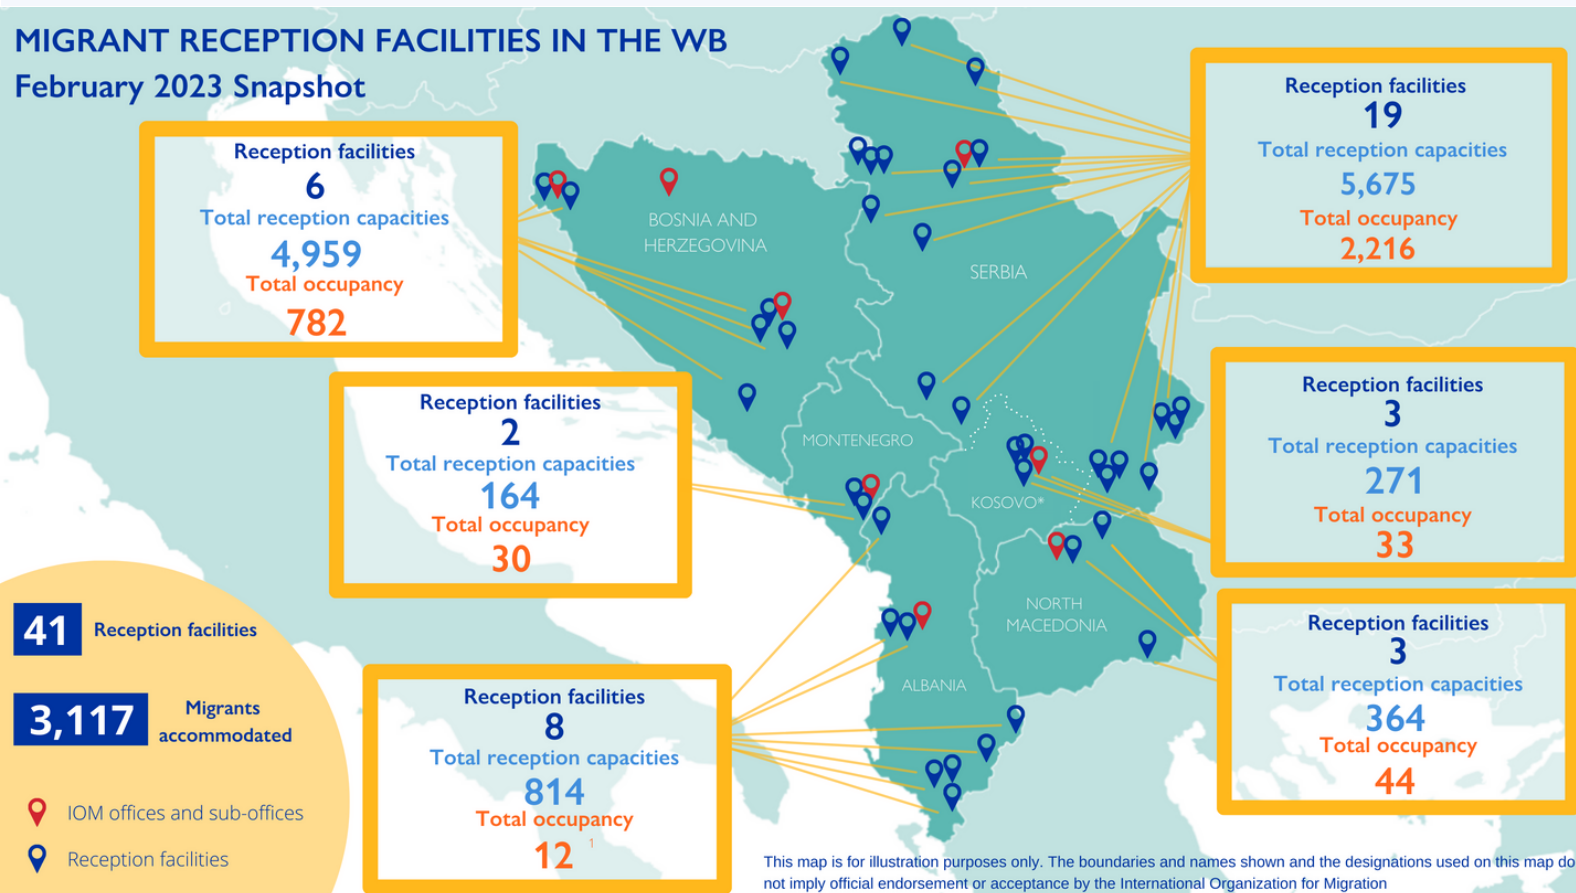 MIGRANT RECEPTION FACILITIES IN THE WB
February 2023 Snapshot
Reception facilities
6
Total reception capacities
4,959
Total occupancy
782
Reception facilities
19
Total reception capacities
5,675
Total occupancy
2,216
BOSNIA AND
HERZEGOVINA
SERBIA
Reception facilities
2
Total reception capacities
164
Total occupancy
30
MONTENEGRO
KOSOVO*
Reception facilities
3
Total reception capacities
271
Total occupancy
33
NORTH
MACEDONIA
ALBANIA
Reception facilities
3
Total reception capacities
364
Total occupancy
44
Reception facilities
8
Total reception capacities
814
Total occupancy
12 1
41 Reception facilities
3,117 Migrants
accommodated
IOM offices and sub-offices
Reception facilities
This map is for illustration purposes only. The boundaries and names shown and the designations used on this map do
not imply official endorsement or acceptance by the International Organization for Migration